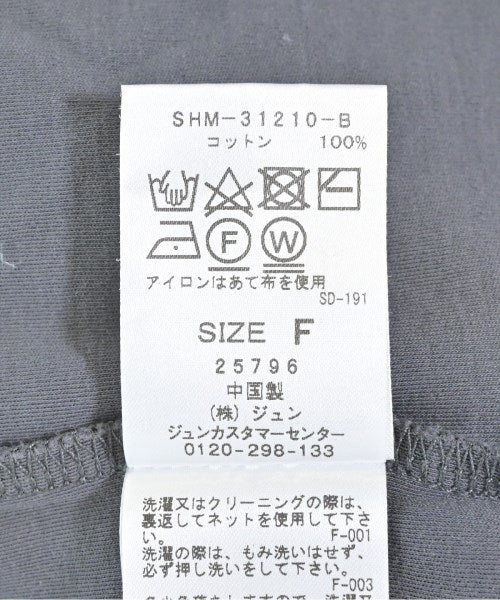 SHM-31210-B
コットン 100%
F W
アイロンはあて布を使用
SD-191
SIZE F
25796
中国製
(株) ジュン
ジュンカスタマーセンター
0120-298-133
洗濯又はクリーニングの際は、
裏返してネットを使用して下さ
い。
F-001
洗濯の際は、もみ洗いはせず、
必ず押し洗いをして下さい。
F-003